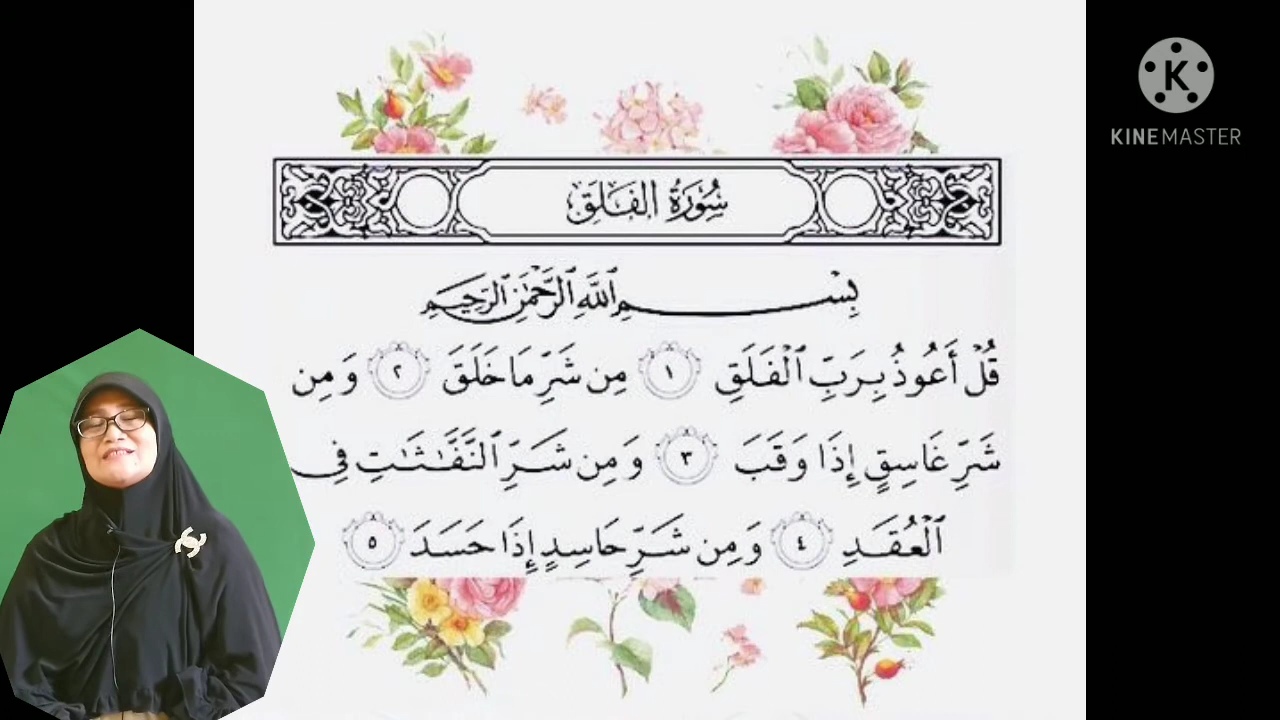 KINEMASTER
سُورَةُ الفَلَقِ
بِسْمِ ٱللَّهِ ٱلرَّحْمَٰنِ ٱلرَّحِيمِ
قُلْ أَعُوذُ بِرَبِّ ٱلْفَلَقِ ١ مِن شَرِّ مَا خَلَقَ ٢ وَمِن
شَرِّ غَاسِقٍ إِذَا وَقَبَ ٣ وَمِن شَرِّ ٱلنَّفَّٰثَٰتِ فِي
ٱلْعُقَدِ ٤ وَمِن شَرِّ حَاسِدٍ إِذَا حَسَدَ ٥